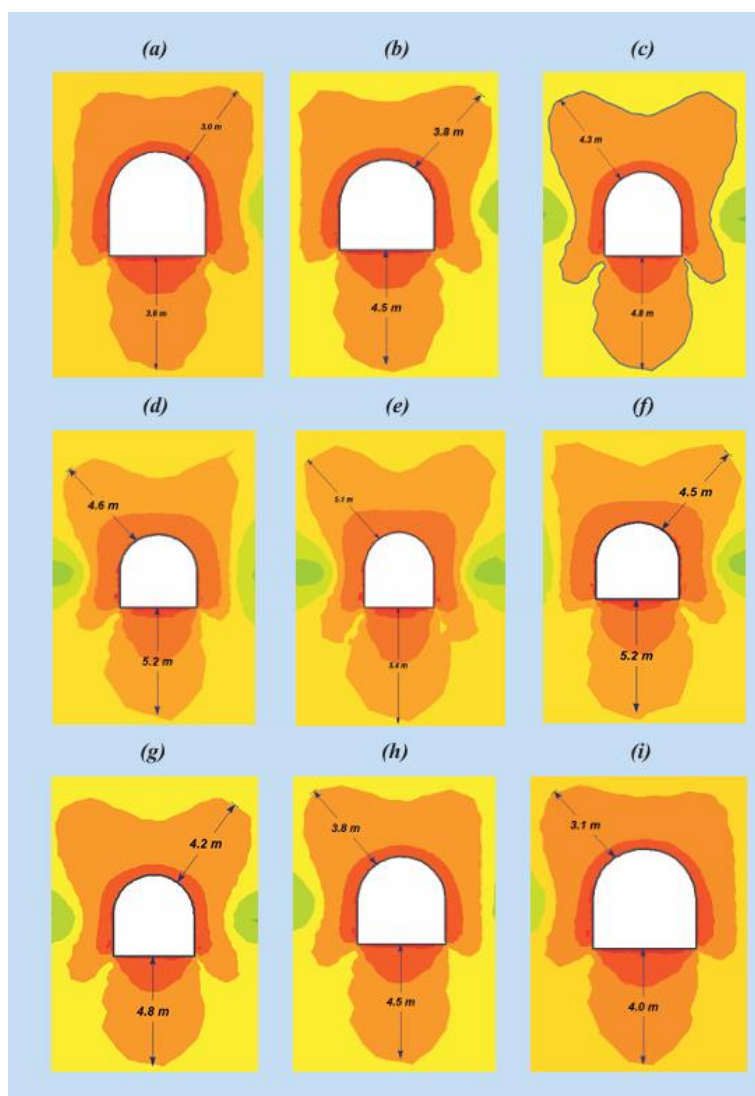 (a) (b) (c)
3.0 m
3.8 m
4.3 m
3.8 m
4.5 m
4.8 m
(d) (e) (f)
4.6 m
5.1 m
4.5 m
5.2 m
5.4 m
5.2 m
(g) (h) (i)
4.2 m
3.8 m
3.1 m
4.8 m
4.5 m
4.0 m